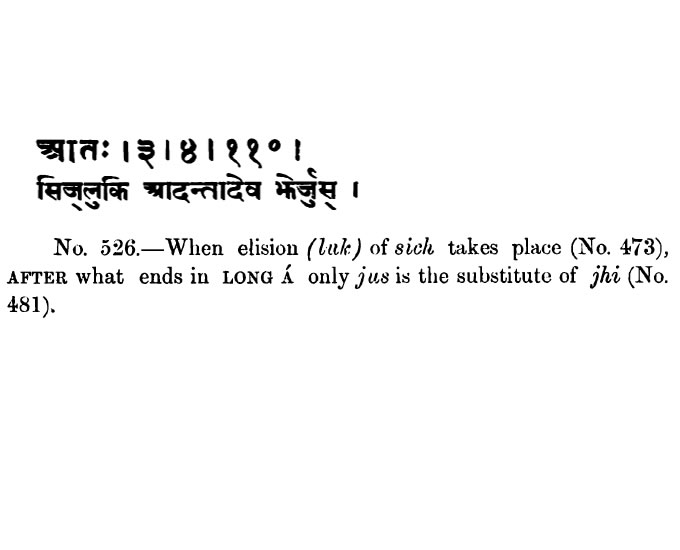 आतः । ३ । ४ । ११० ।
सिज्लुकि आदन्तादेव झेर्जुस् ।
No. 526.—When elision (luk) of sich takes place (No. 473),
AFTER what ends in LONG Á only jus is the substitute of jhi (No.
481).